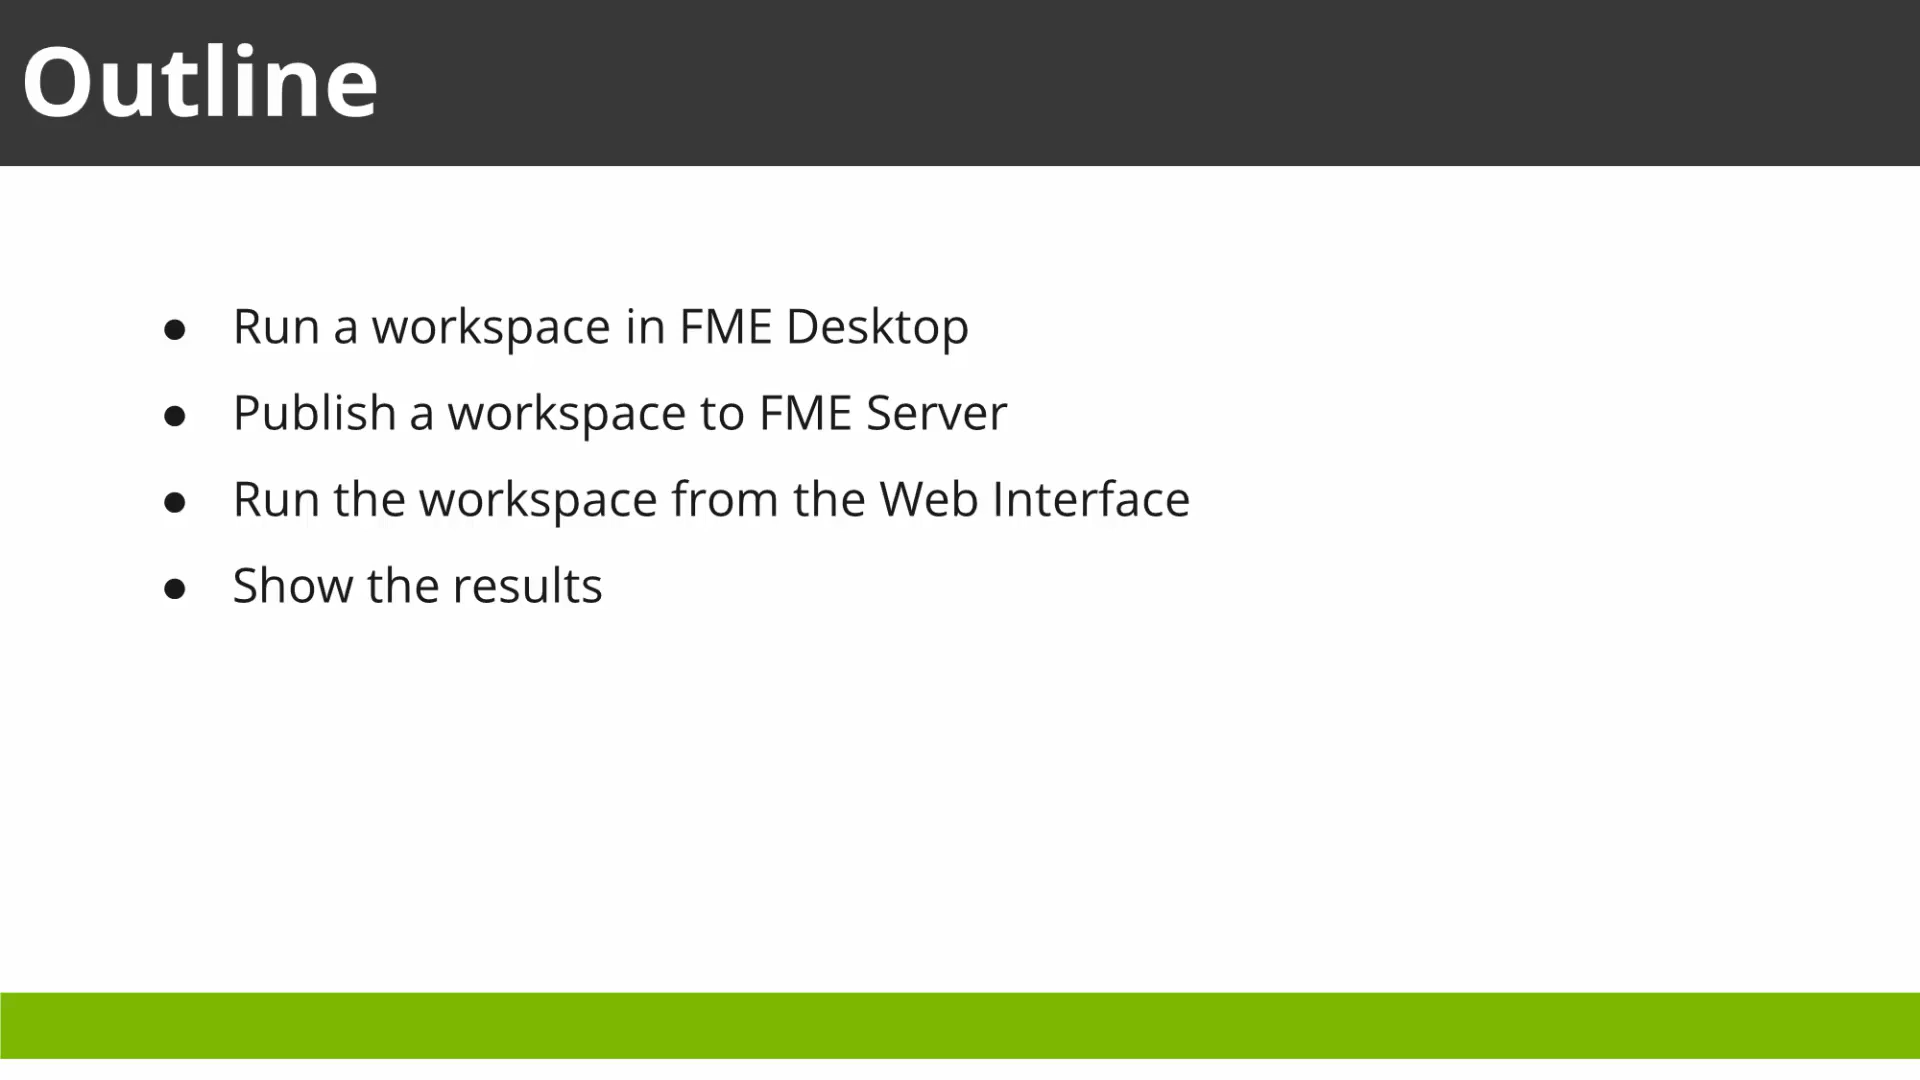 Outline
● Run a workspace in FME Desktop
● Publish a workspace to FME Server
● Run the workspace from the Web Interface
● Show the results